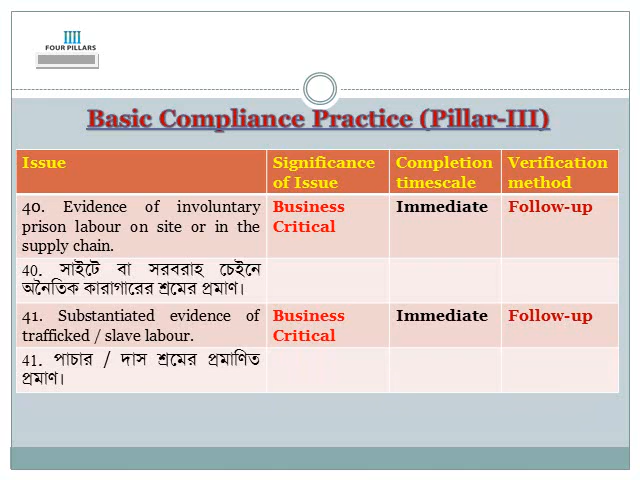 FOUR PILLARS
Basic Compliance Practice (Pillar-III)
Issue
Significance
of Issue
Completion
timescale
Verification
method
40. Evidence of involuntary
prison labour on site or in the
supply chain.
Business
Critical
Immediate
Follow-up
40. সাইটে বা সরবরাহ চেইনে
অনৈতিক কারাগারের শ্রমের প্রমাণ।
41. Substantiated evidence of
trafficked / slave labour.
Business
Critical
Immediate
Follow-up
41. পাচার / দাস শ্রমের প্রমাণিত
প্রমাণ।